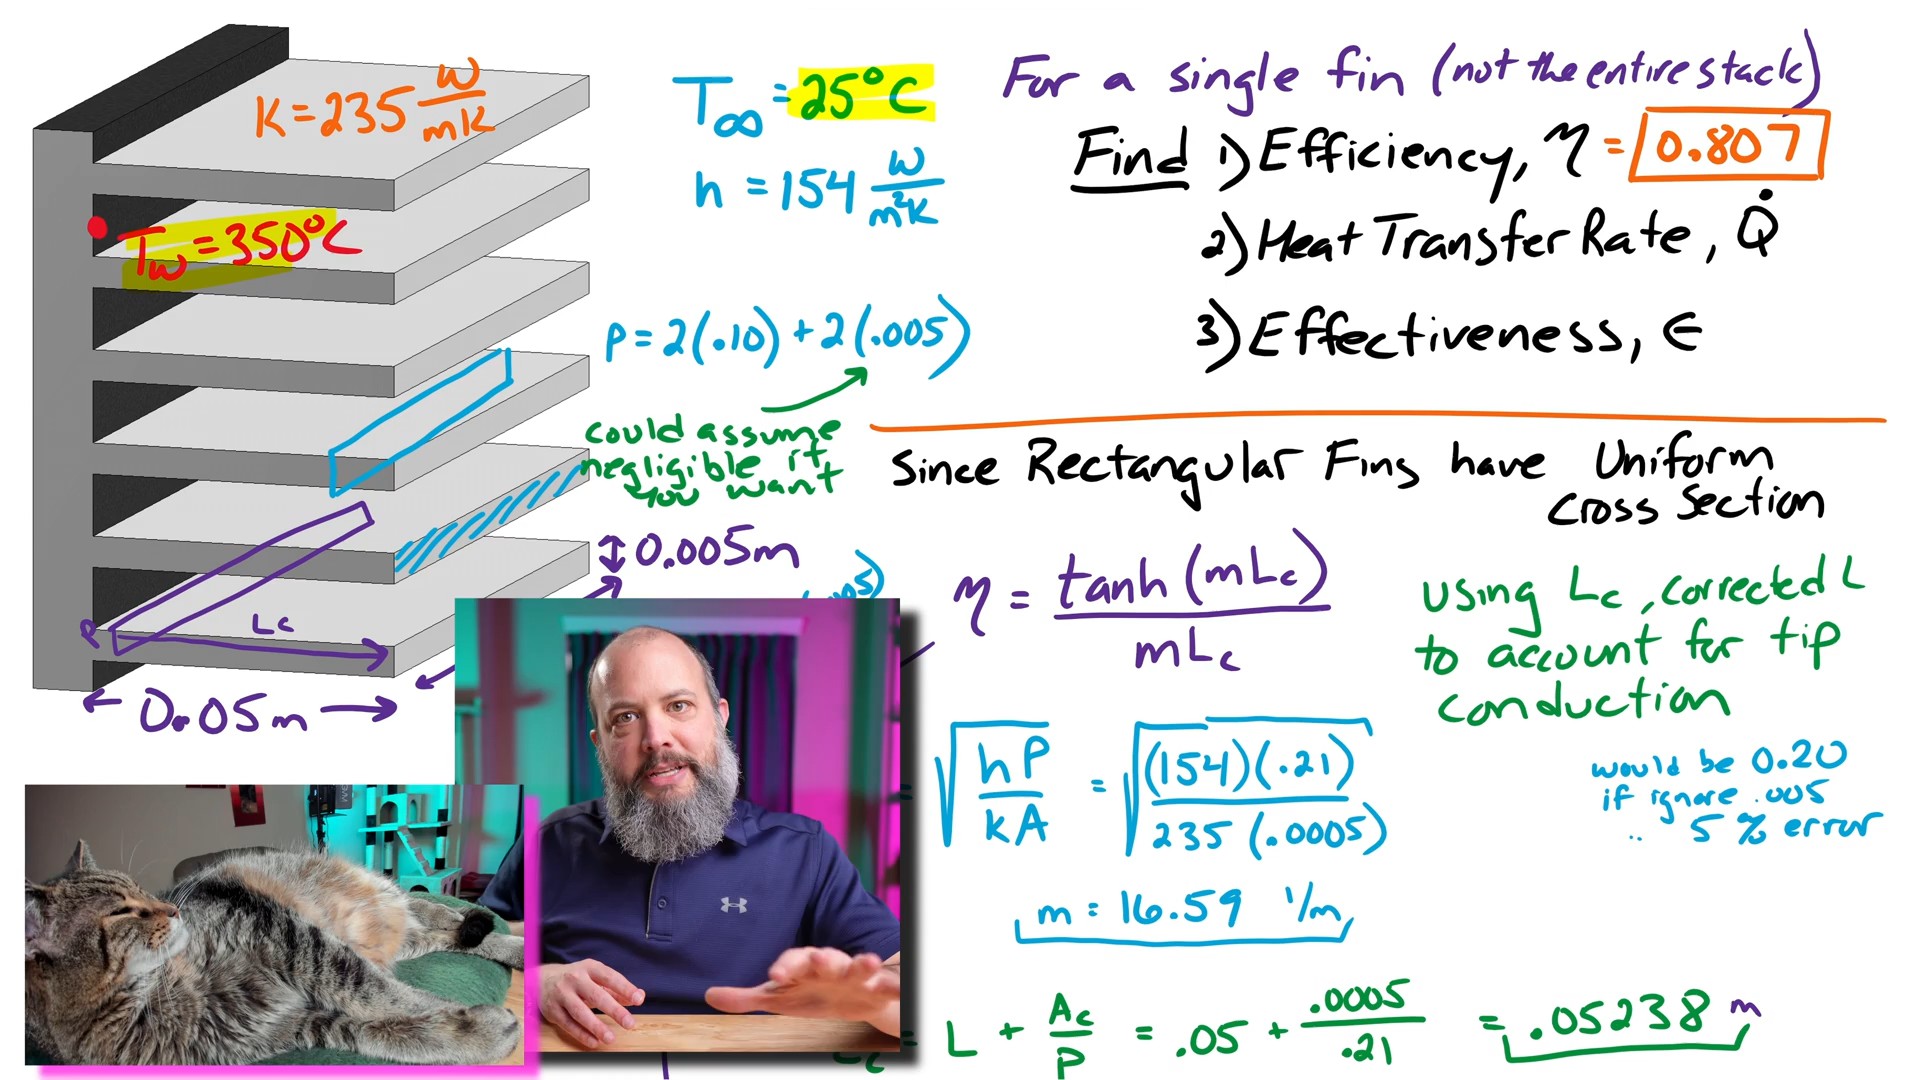 K=235 W/mK
T∞ = 25°C
h = 154 W/m²K
For a single fin (not the entire stack)
Find 1) Efficiency, η = 0.807
2) Heat Transfer Rate, Q̇
3) Effectiveness, ∈
Tw = 350°C
P = 2(.10) + 2(.005)
could assume
negligible if
you want
Since Rectangular Fins have Uniform
Cross Section
0.005m
.005)
P
Lc
0.05m
η = tanh(mLc) / mLc
using Lc, corrected L
to account for tip
conduction
= √(hP / kA) = √((154)(.21) / 235(.0005))
would be 0.20
if ignore .005
∴ 5% error
m = 16.59 1/m
Lc = L + Ac/P = .05 + .0005/.21 = .05238 m